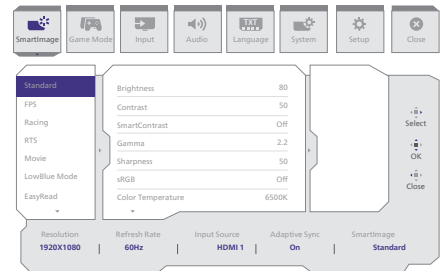 SmartImage
Game Mode
Input
Audio
TXT
Language
System
Setup
Close
Standard
FPS
Racing
RTS
Movie
LowBlue Mode
EasyRead
Brightness 80
Contrast 50
SmartContrast Off
Gamma 2.2
Sharpness 50
sRGB Off
Color Temperature 6500K
Select
OK
Close
Resolution Refresh Rate Input Source Adaptive Sync SmartImage
1920X1080 | 60Hz | HDMI 1 | On | Standard